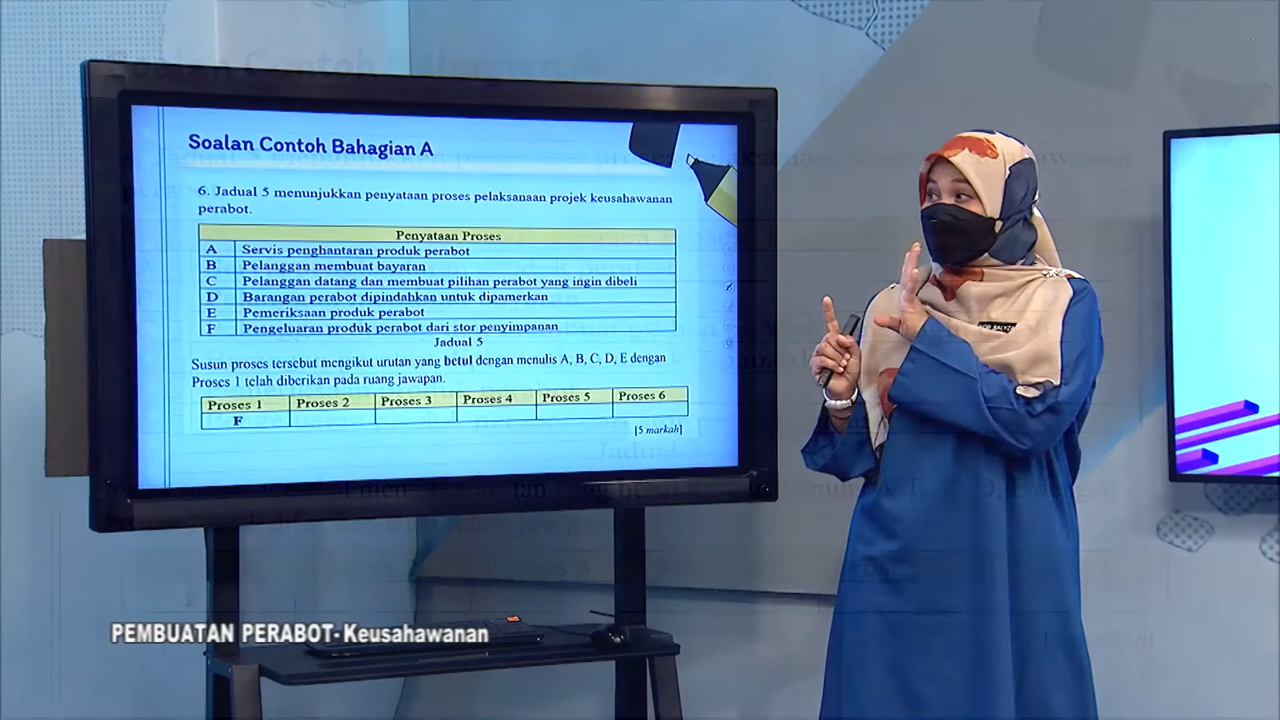 Soalan Contoh Bahagian A
6. Jadual 5 menunjukkan penyataan proses pelaksanaan projek keusahawanan
perabot.
Penyataan Proses
A Servis penghantaran produk perabot
B Pelanggan membuat bayaran
C Pelanggan datang dan membuat pilihan perabot yang ingin dibeli
D Barangan perabot dipindahkan untuk dipamerkan
E Pemeriksaan produk perabot
F Pengeluaran produk perabot dari stor penyimpanan
Jadual 5
Susun proses tersebut mengikut urutan yang betul dengan menulis A, B, C, D, E dengan
Proses 1 telah diberikan pada ruang jawapan.
Proses 1 Proses 2 Proses 3 Proses 4 Proses 5 Proses 6
F
[5 markah]
PEMBUATAN PERABOT- Keusahawanan